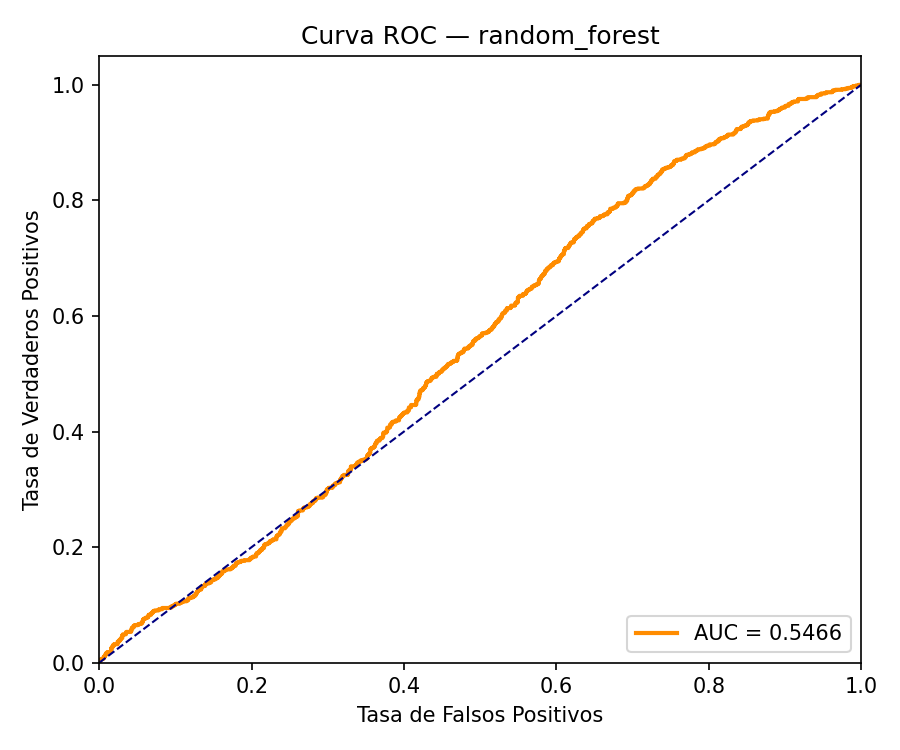 Curva ROC — random_forest
1.0
0.8
0.6
0.4
0.2
0.0
Tasa de Verdaderos Positivos
AUC = 0.5466
0.0 0.2 0.4 0.6 0.8 1.0
Tasa de Falsos Positivos